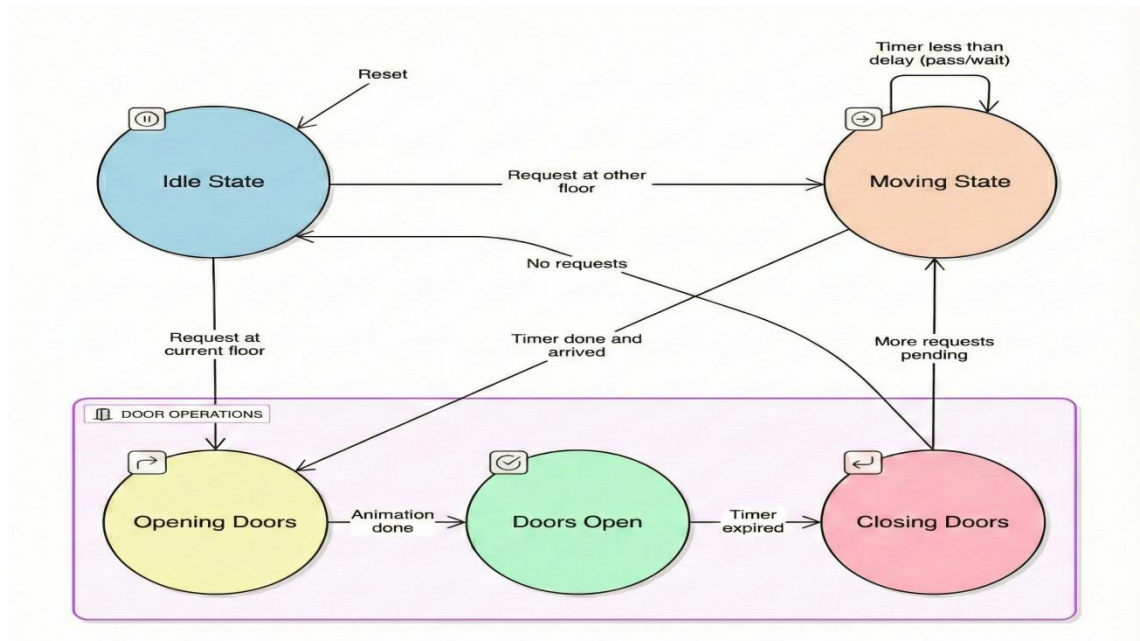 Timer less than
delay (pass/wait)
Reset
Idle State
Request at other
floor
Moving State
No requests
Request at
current floor
Timer done and
arrived
More requests
pending
DOOR OPERATIONS
Opening Doors
Animation
done
Doors Open
Timer
expired
Closing Doors